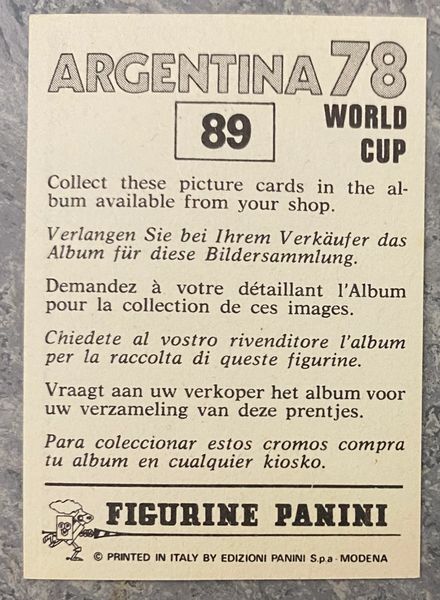 ARGENTINA 78
89
WORLD
CUP
Collect these picture cards in the al-
bum available from your shop.
Verlangen Sie bei Ihrem Verkäufer das
Album für diese Bildersammlung.
Demandez à votre détaillant l'Album
pour la collection de ces images.
Chiedete al vostro rivenditore l'album
per la raccolta di queste figurine.
Vraagt aan uw verkoper het album voor
uw verzameling van deze prentjes.
Para coleccionar estos cromos compra
tu album en cualquier kiosko.
FIGURINE PANINI
© PRINTED IN ITALY BY EDIZIONI PANINI S.p.a - MODENA